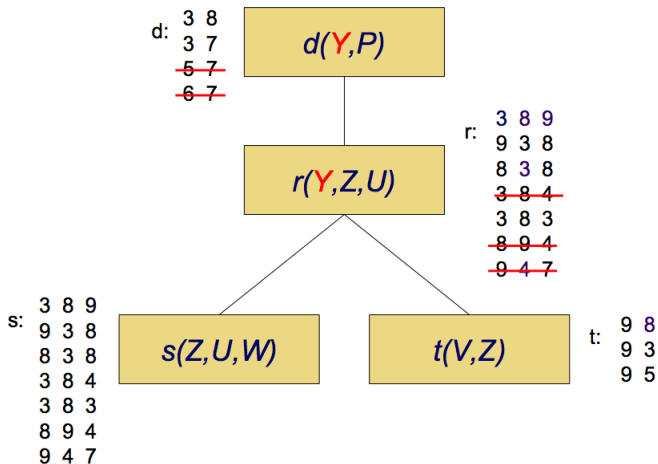 d:
3 8
3 7
5 7
6 7
d(Y,P)
r:
3 8 9
9 3 8
8 3 8
3 8 4
3 8 3
8 9 4
9 4 7
r(Y,Z,U)
s:
3 8 9
9 3 8
8 3 8
3 8 4
3 8 3
8 9 4
9 4 7
s(Z,U,W)
t(V,Z)
t:
9 8
9 3
9 5